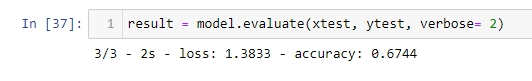 In [37]: 1 result = model.evaluate(xtest, ytest, verbose= 2)
3/3 - 2s - loss: 1.3833 - accuracy: 0.6744